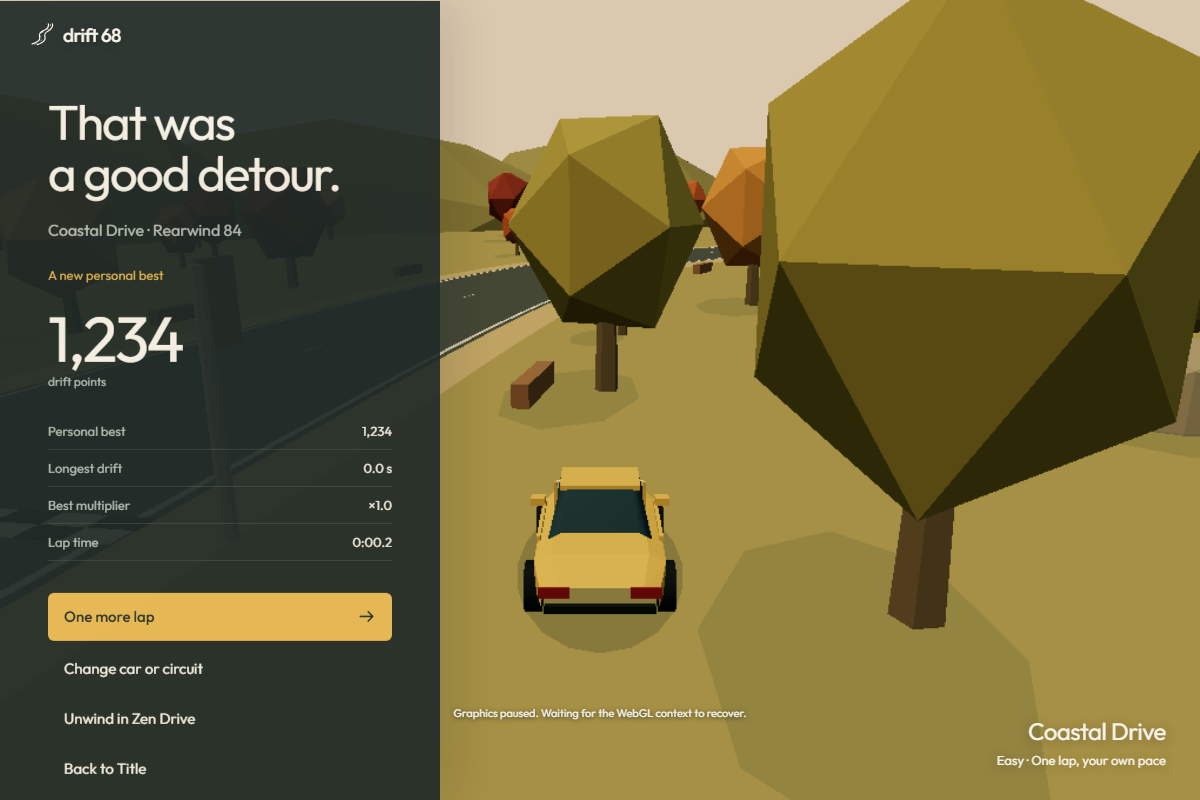 drift 68
That was
a good detour.
Coastal Drive · Rearwind 84
A new personal best
1,234
drift points
Personal best 1,234
Longest drift 0.0 s
Best multiplier ×1.0
Lap time 0:00.2
One more lap →
Change car or circuit
Unwind in Zen Drive
Back to Title
Graphics paused. Waiting for the WebGL context to recover.
Coastal Drive
Easy · One lap, your own pace